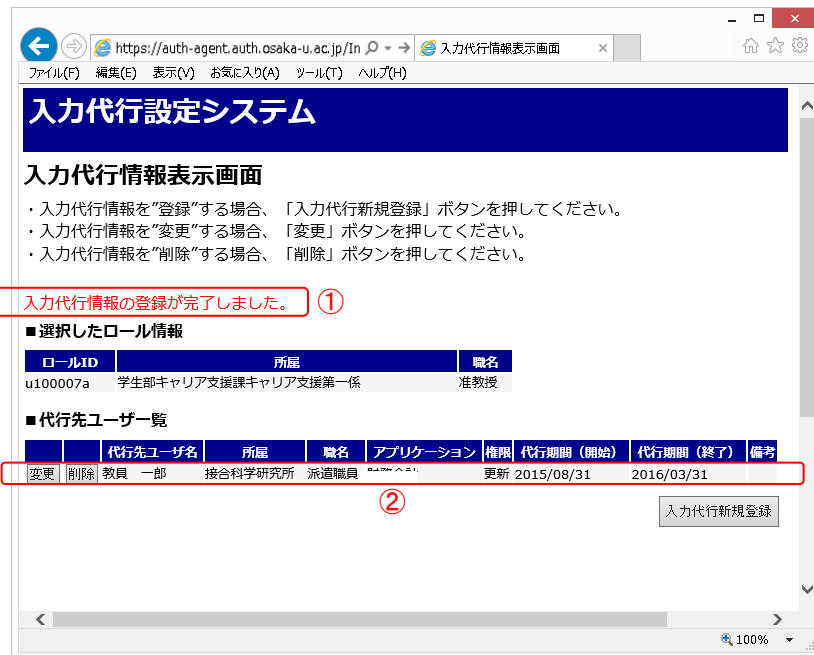 https://auth-agent.auth.osaka-u.ac.jp/In
入力代行情報表示画面
ファイル(F) 編集(E) 表示(V) お気に入り(A) ツール(T) ヘルプ(H)
入力代行設定システム
入力代行情報表示画面
・入力代行情報を"登録"する場合、「入力代行新規登録」ボタンを押してください。
・入力代行情報を"変更"する場合、「変更」ボタンを押してください。
・入力代行情報を"削除"する場合、「削除」ボタンを押してください。
入力代行情報の登録が完了しました。 ①
■選択したロール情報
ロールID 所属 職名
u100007a 学生部キャリア支援課キャリア支援第一係 准教授
■代行先ユーザ一覧
代行先ユーザ名 所属 職名 アプリケーション 権限 代行期間（開始） 代行期間（終了） 備考
変更 削除 教員 一郎 接合科学研究所 派遣職員 更新 2015/08/31 2016/03/31
②
入力代行新規登録
100%